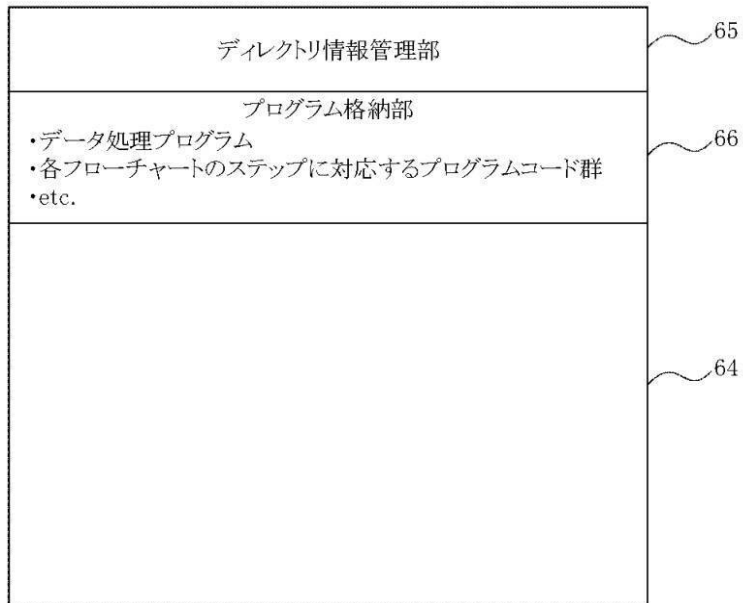 ディレクトリ情報管理部
65
プログラム格納部
・データ処理プログラム
・各フローチャートのステップに対応するプログラムコード群
・etc.
66
64